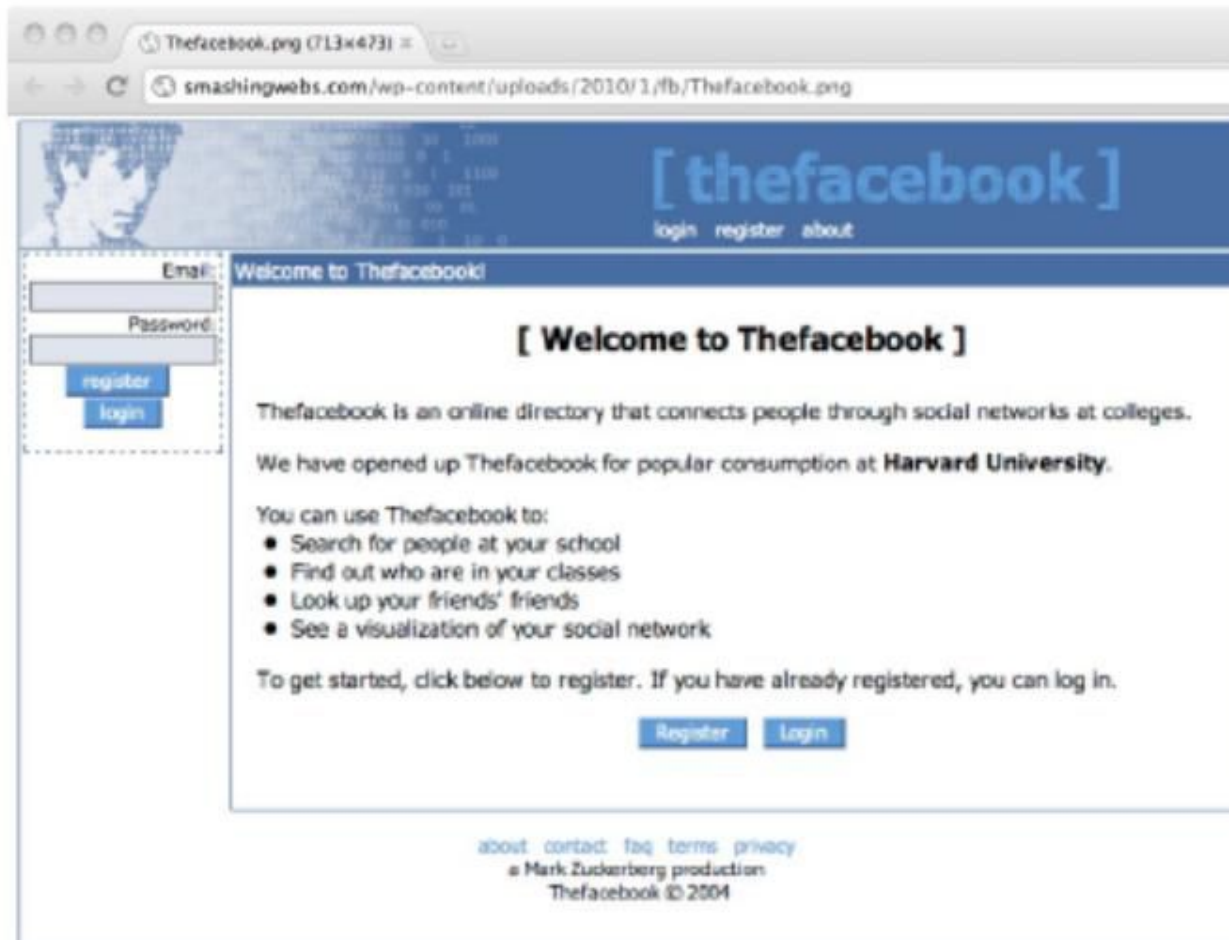 Thefacebook.png (713×473)
smashingwebs.com/wp-content/uploads/2010/1/fb/Thefacebook.png
[ thefacebook ]
login register about
Email:
Password:
register
login
Welcome to Thefacebook!
[ Welcome to Thefacebook ]
Thefacebook is an online directory that connects people through social networks at colleges.
We have opened up Thefacebook for popular consumption at Harvard University.
You can use Thefacebook to:
• Search for people at your school
• Find out who are in your classes
• Look up your friends' friends
• See a visualization of your social network
To get started, click below to register. If you have already registered, you can log in.
Register Login
about contact faq terms privacy
a Mark Zuckerberg production
Thefacebook © 2004